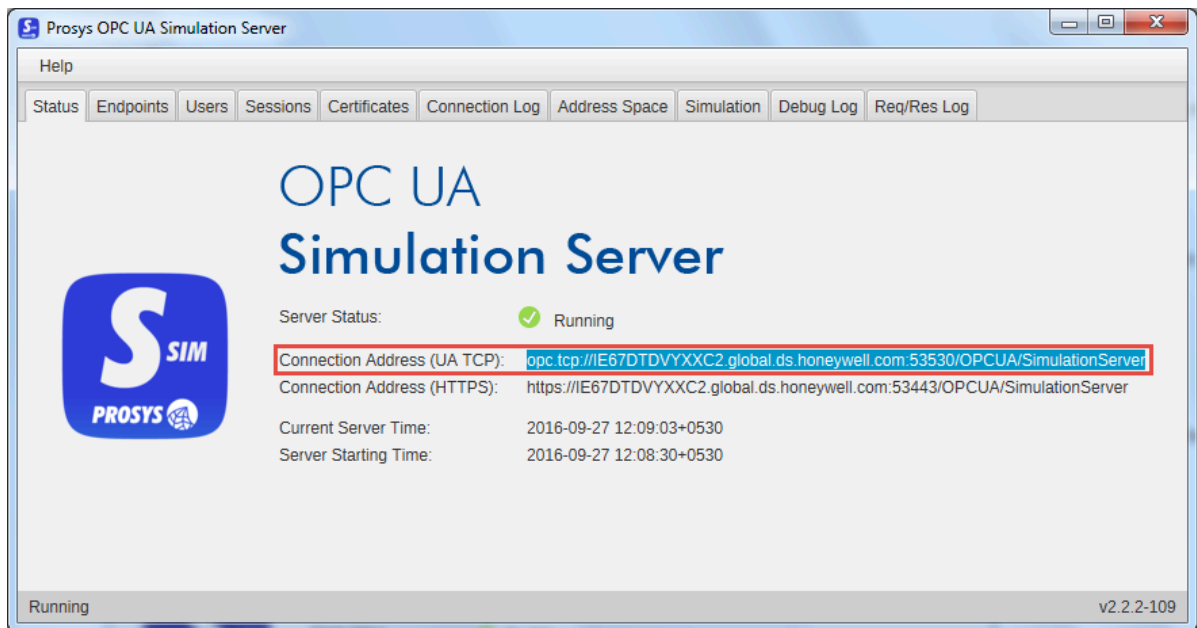 Prosys OPC UA Simulation Server
Help
Status Endpoints Users Sessions Certificates Connection Log Address Space Simulation Debug Log Req/Res Log
OPC UA
Simulation Server
Server Status: Running
Connection Address (UA TCP): opc.tcp://IE67DTDVYXXC2.global.ds.honeywell.com:53530/OPCUA/SimulationServer
Connection Address (HTTPS): https://IE67DTDVYXXC2.global.ds.honeywell.com:53443/OPCUA/SimulationServer
Current Server Time: 2016-09-27 12:09:03+0530
Server Starting Time: 2016-09-27 12:08:30+0530
S SIM
PROSYS
Running v2.2.2-109